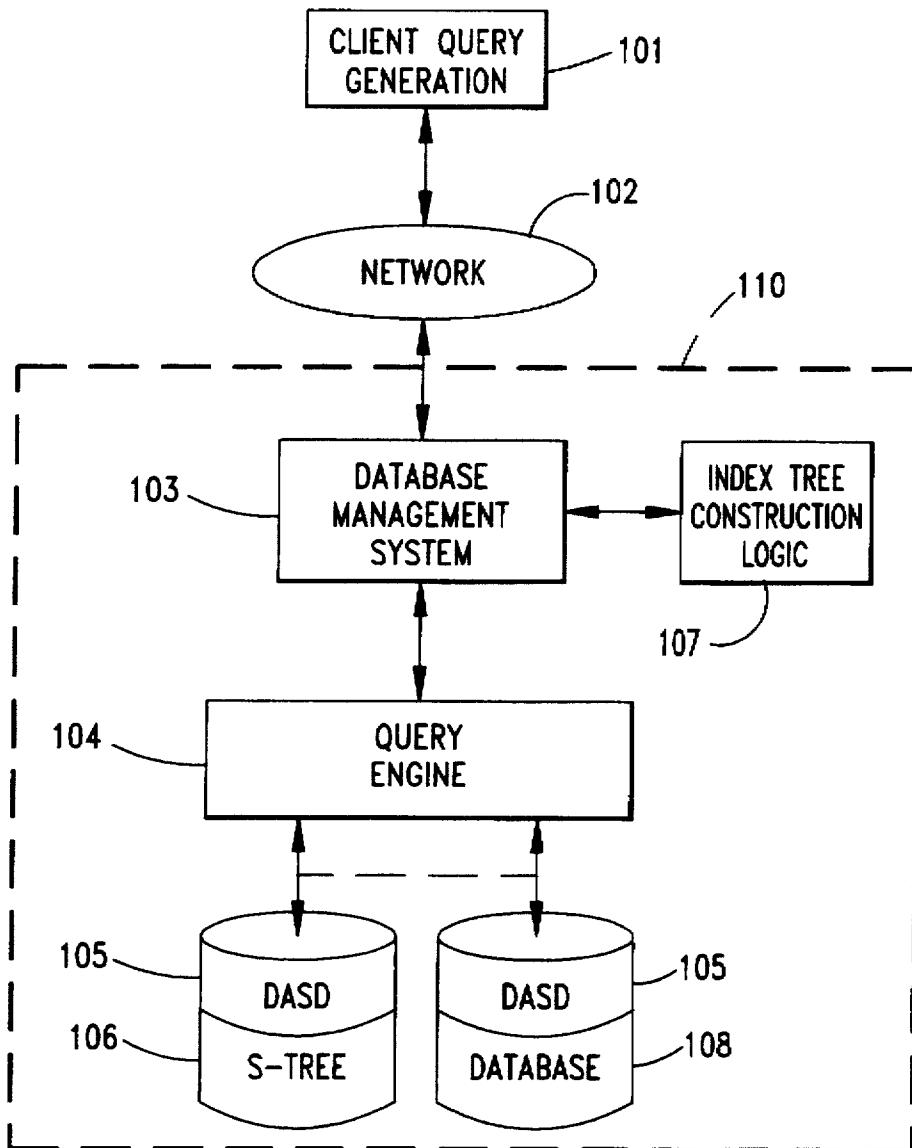 CLIENT QUERY
GENERATION
101
102
NETWORK
110
103
DATABASE
MANAGEMENT
SYSTEM
INDEX TREE
CONSTRUCTION
LOGIC
107
104
QUERY
ENGINE
105
DASD
106
S-TREE
105
DASD
108
DATABASE